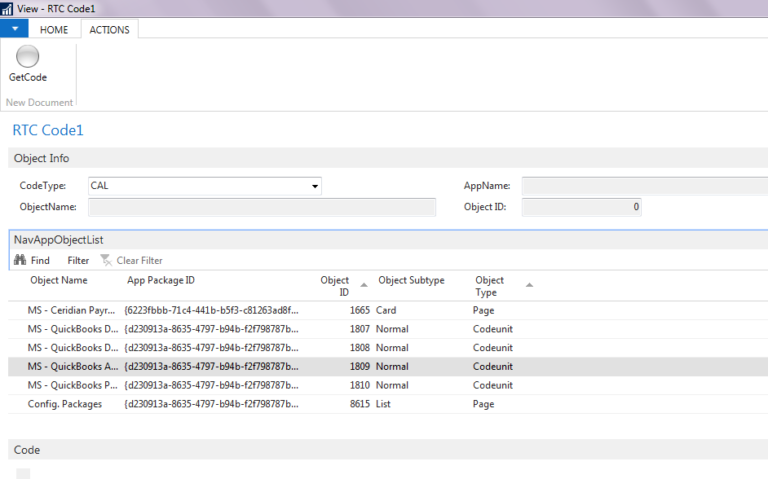 View - RTC Code1
HOME ACTIONS
GetCode
New Document
RTC Code1
Object Info
CodeType: CAL AppName:
ObjectName: Object ID: 0
NavAppObjectList
Find Filter Clear Filter
Object Name App Package ID Object ID Object Subtype Object Type
MS - Ceridian Payr... {6223fbbb-71c4-441b-b5f3-c81263ad8f... 1665 Card Page
MS - QuickBooks D... {d230913a-8635-4797-b94b-f2f798787b... 1807 Normal Codeunit
MS - QuickBooks D... {d230913a-8635-4797-b94b-f2f798787b... 1808 Normal Codeunit
MS - QuickBooks A... {d230913a-8635-4797-b94b-f2f798787b... 1809 Normal Codeunit
MS - QuickBooks P... {d230913a-8635-4797-b94b-f2f798787b... 1810 Normal Codeunit
Config. Packages {d230913a-8635-4797-b94b-f2f798787b... 8615 List Page
Code